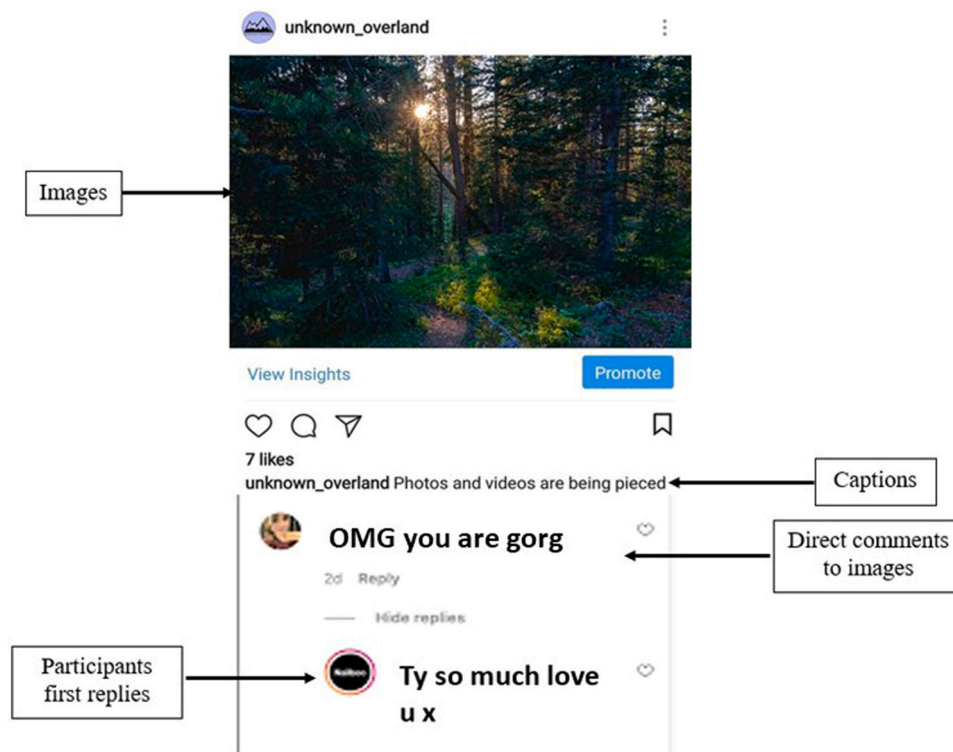 unknown_overland
Images
View Insights
Promote
7 likes
unknown_overland Photos and videos are being pieced
Captions
OMG you are gorg
Direct comments
to images
2d Reply
Hide replies
Participants
first replies
Ty so much love
u x